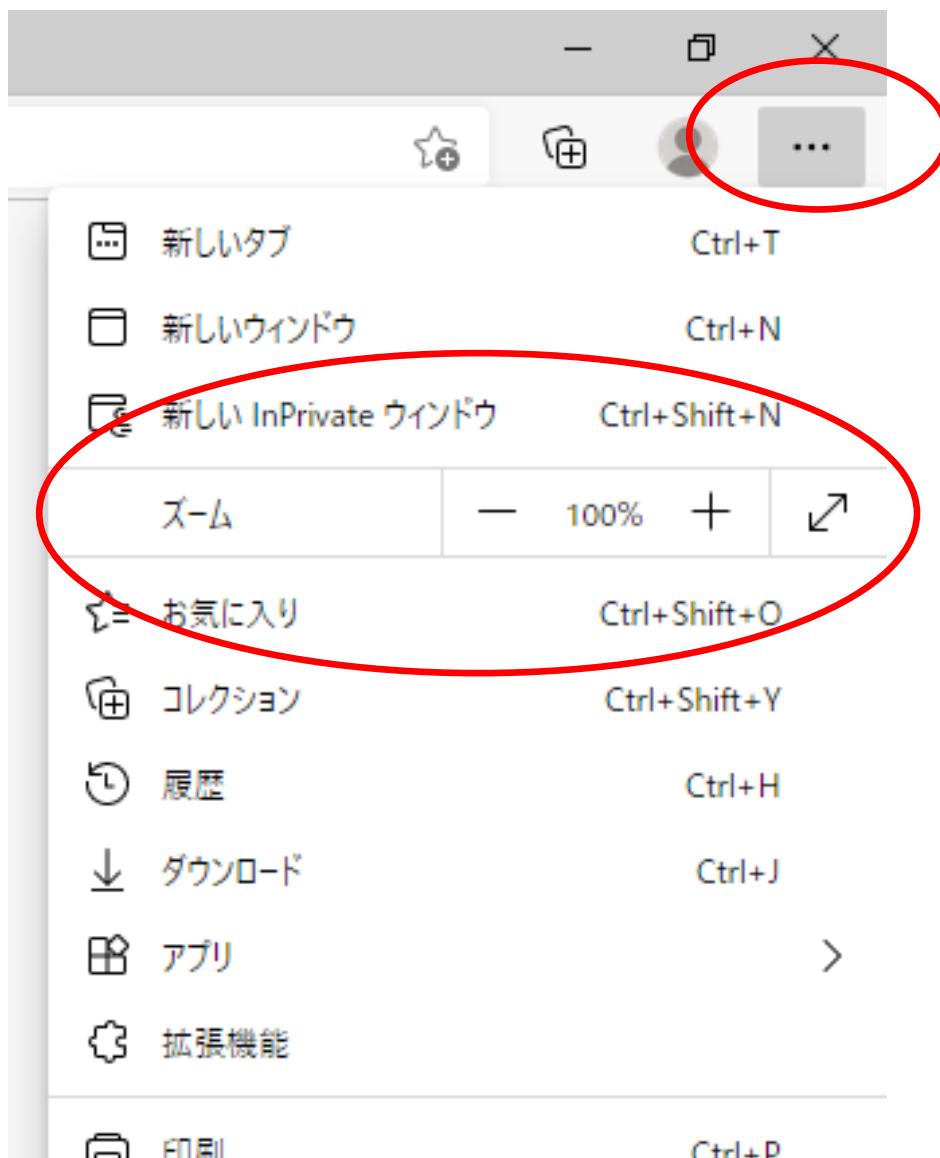 新しいタブ Ctrl+T
新しいウィンドウ Ctrl+N
新しい InPrivate ウィンドウ Ctrl+Shift+N
ズーム 100%
お気に入り Ctrl+Shift+O
コレクション Ctrl+Shift+Y
履歴 Ctrl+H
ダウンロード Ctrl+J
アプリ
拡張機能
印刷 Ctrl+P